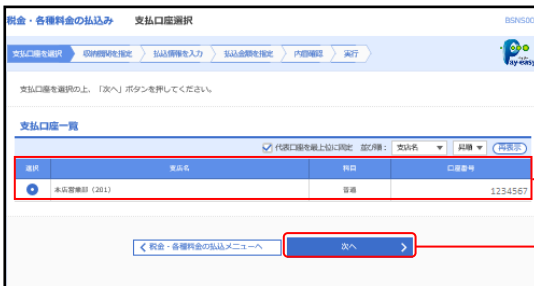 税金・各種料金の払込み 支払口座選択 BSNS00
支払口座を選択 収納機関を指定 払込情報を入力 払込金額を指定 内容確認 実行
Pay-easy
支払口座を選択の上、「次へ」ボタンを押してください。
支払口座一覧
代表口座を最上位に固定 並び順: 支店名 昇順 再表示
選択 支店名 科目 口座番号
本店営業部 (201) 普通 1234567
税金・各種料金の払込メニューへ 次へ